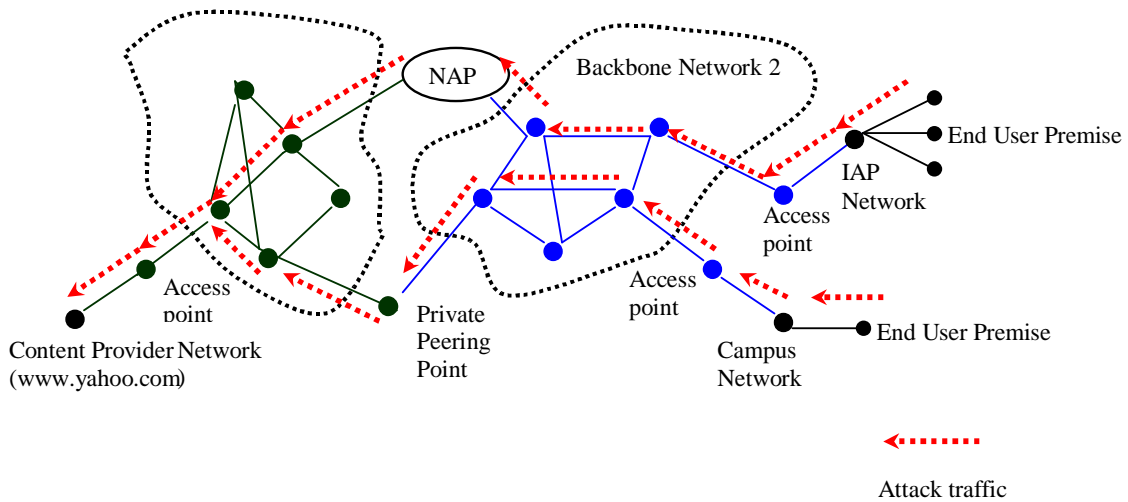 NAP
Backbone Network 2
End User Premise
IAP
Network
Access
point
Access
point
Access
point
Private
Peering
Point
End User Premise
Campus
Network
Content Provider Network
(www.yahoo.com)
Attack traffic